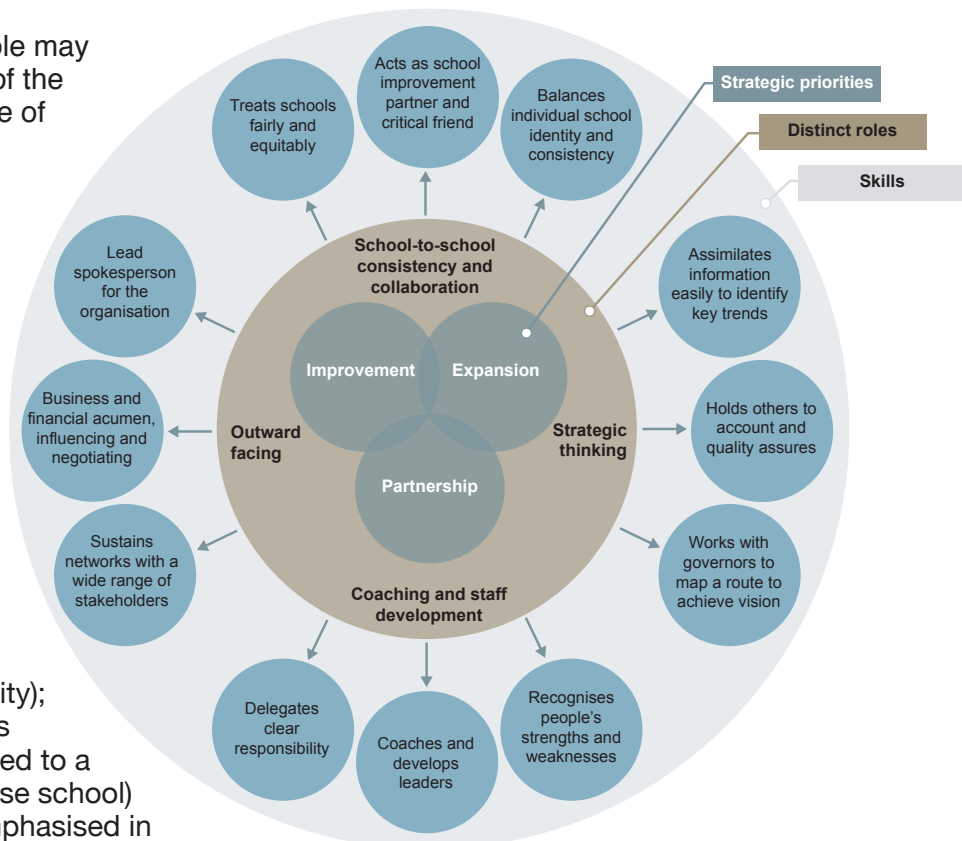 ole may
of the
e of
Strategic priorities
Distinct roles
Skills
Treats schools
fairly and
equitably
Acts as school
improvement
partner and
critical friend
Balances
individual school
identity and
consistency
Lead
spokesperson
for the
organisation
School-to-school
consistency and
collaboration
Assimilates
information
easily to identify
key trends
Improvement
Expansion
Business and
financial acumen,
influencing and
negotiating
Outward
facing
Strategic
thinking
Holds others to
account and
quality assures
Partnership
Sustains
networks with a
wide range of
stakeholders
Works with
governors to
map a route to
achieve vision
Coaching and staff
development
Delegates
clear
responsibility
Coaches and
develops
leaders
Recognises
people’s
strengths and
weaknesses
ity);
s
ed to a
se school)
nphasised in